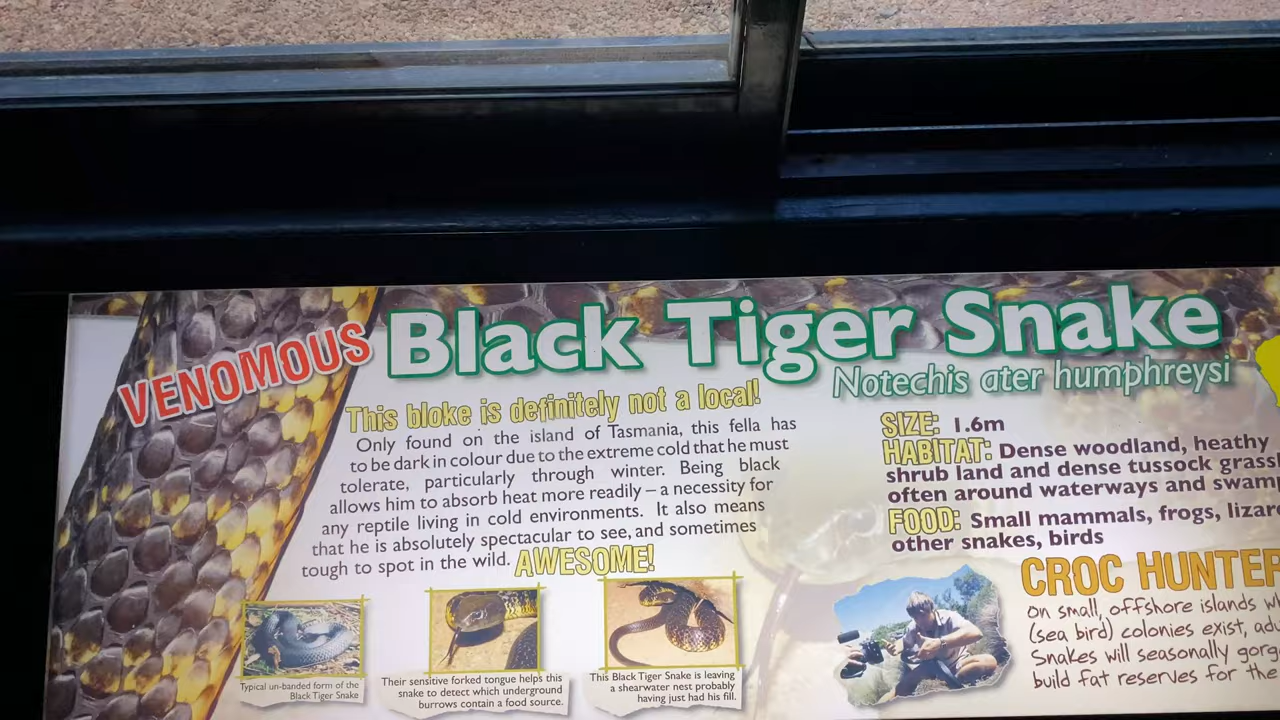 VENOMOUS
Black Tiger Snake
Notechis ater humphreysi
This bloke is definitely not a local!
Only found on the island of Tasmania, this fella has
to be dark in colour due to the extreme cold that he must
tolerate, particularly through winter. Being black
allows him to absorb heat more readily – a necessity for
any reptile living in cold environments. It also means
that he is absolutely spectacular to see, and sometimes
tough to spot in the wild. AWESOME!
Typical un-banded form of the
Black Tiger Snake
Their sensitive forked tongue helps this
snake to detect which underground
burrows contain a food source.
This Black Tiger Snake is leaving
a shearwater nest probably
having just had his fill.
SIZE: 1.6m
HABITAT: Dense woodland, heathy
shrub land and dense tussock
often around waterways and
FOOD: Small mammals, frogs,
other snakes, birds
CROC HUNTER
On small, offshore islands
(sea bird) colonies exist,
Snakes will seasonally
build fat reserves for the